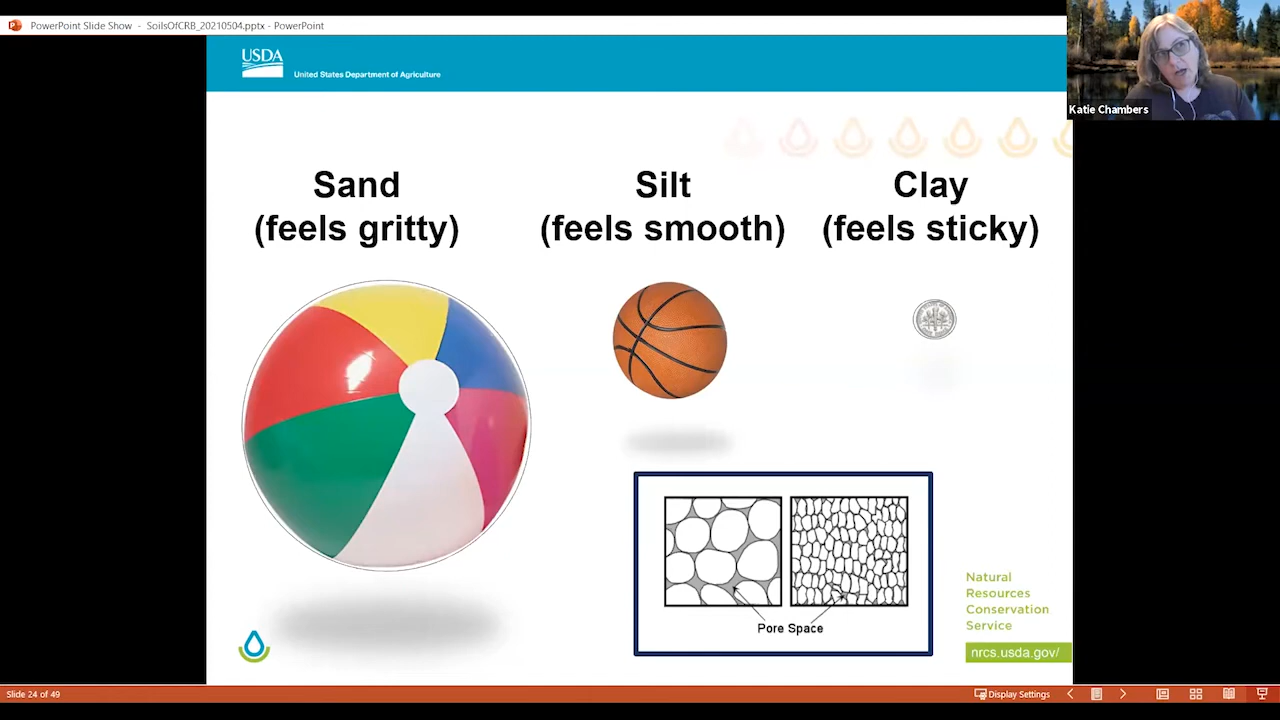 PowerPoint Slide Show - SoilsOfCRB_20210504.pptx - PowerPoint
USDA
United States Department of Agriculture
Katie Chambers
Sand
(feels gritty)
Silt
(feels smooth)
Clay
(feels sticky)
Pore Space
Natural
Resources
Conservation
Service
nrcs.usda.gov/
Slide 24 of 49
Display Settings